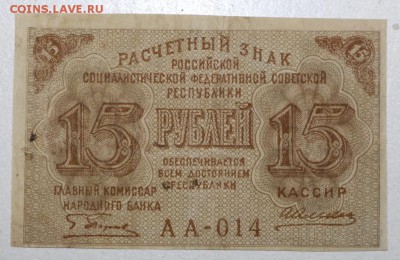 COINS.LAVE.RU
15 15
РАСЧЕТНЫЙ ЗНАК
РОССИЙСКОЙ
СОЦИАЛИСТИЧЕСКОЙ ФЕДЕРАТИВНОЙ СОВЕТСКОЙ
РЕСПУБЛИКИ
15 РУБЛЕЙ 15
ОБЕСПЕЧИВАЕТСЯ
ВСЕМ ДОСТОЯНИЕМ
РЕСПУБЛИКИ
ГЛАВНЫЙ КОМИССАР
НАРОДНОГО БАНКА
КАССИР
АА-014